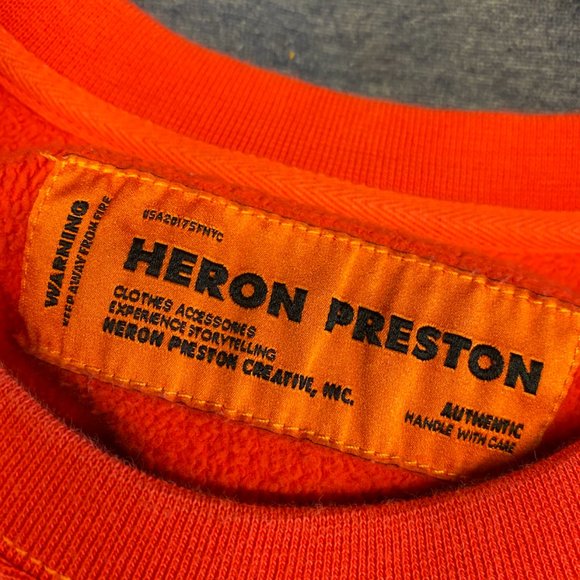 WARNING
KEEP AWAY FROM FIRE
USA2017SFNYC
HERON PRESTON
CLOTHES ACCESSORIES
EXPERIENCE STORYTELLING
HERON PRESTON CREATIVE, INC.
AUTHENTIC
HANDLE WITH CARE